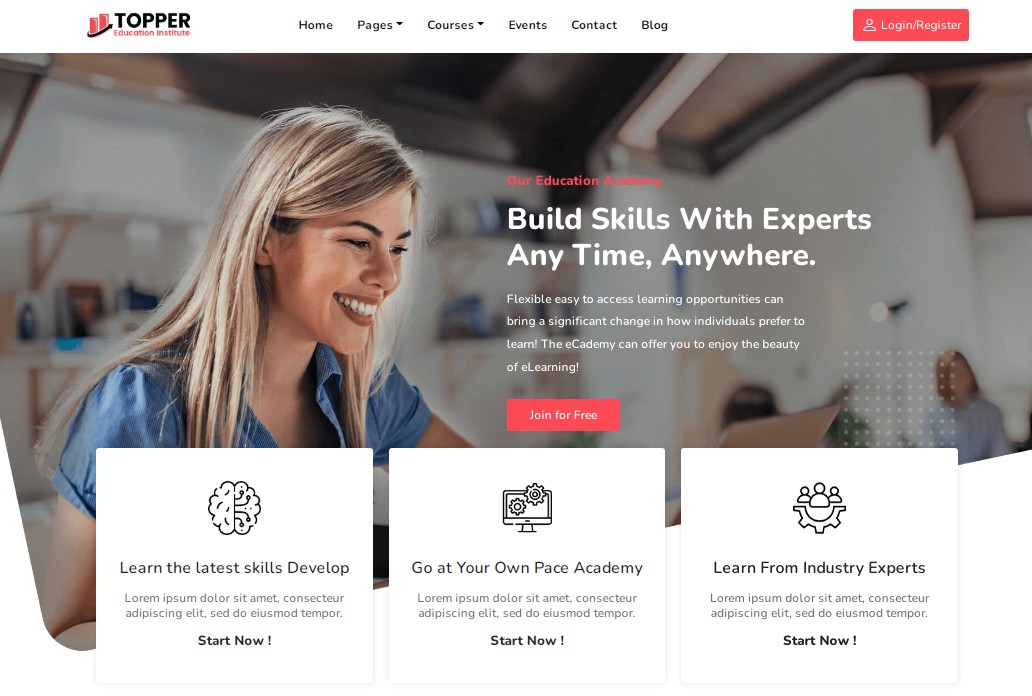 TOPPER
Education Institute
Home Pages Courses Events Contact Blog
Login/Register
Our Education Academy
Build Skills With Experts
Any Time, Anywhere.
Flexible easy to access learning opportunities can
bring a significant change in how individuals prefer to
learn! The eCademy can offer you to enjoy the beauty
of eLearning!
Join for Free
Learn the latest skills Develop
Lorem ipsum dolor sit amet, consectetur
adipiscing elit, sed do eiusmod tempor.
Start Now !
Go at Your Own Pace Academy
Lorem ipsum dolor sit amet, consectetur
adipiscing elit, sed do eiusmod tempor.
Start Now !
Learn From Industry Experts
Lorem ipsum dolor sit amet, consectetur
adipiscing elit, sed do eiusmod tempor.
Start Now !